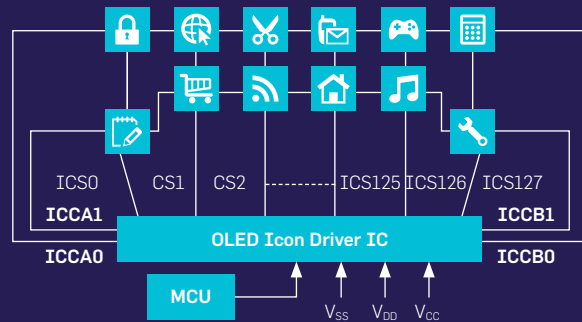 ICS0 CS1 CS2 ICS125 ICS126 ICS127
ICCA1 ICCB1
OLED Icon Driver IC
ICCA0 ICCB0
MCU
VSS VDD VCC